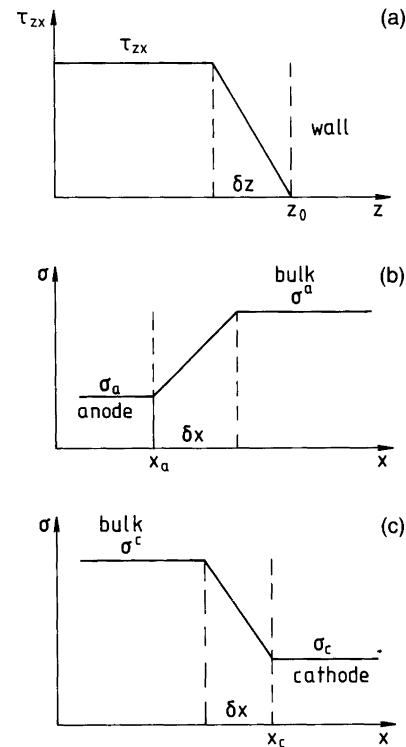 τzx
(a)
τzx
wall
δz
z0
z
(b)
σ
bulk
σa
σa
anode
δx
xa
x
(c)
σ
bulk
σc
σc
cathode
δx
xc
x